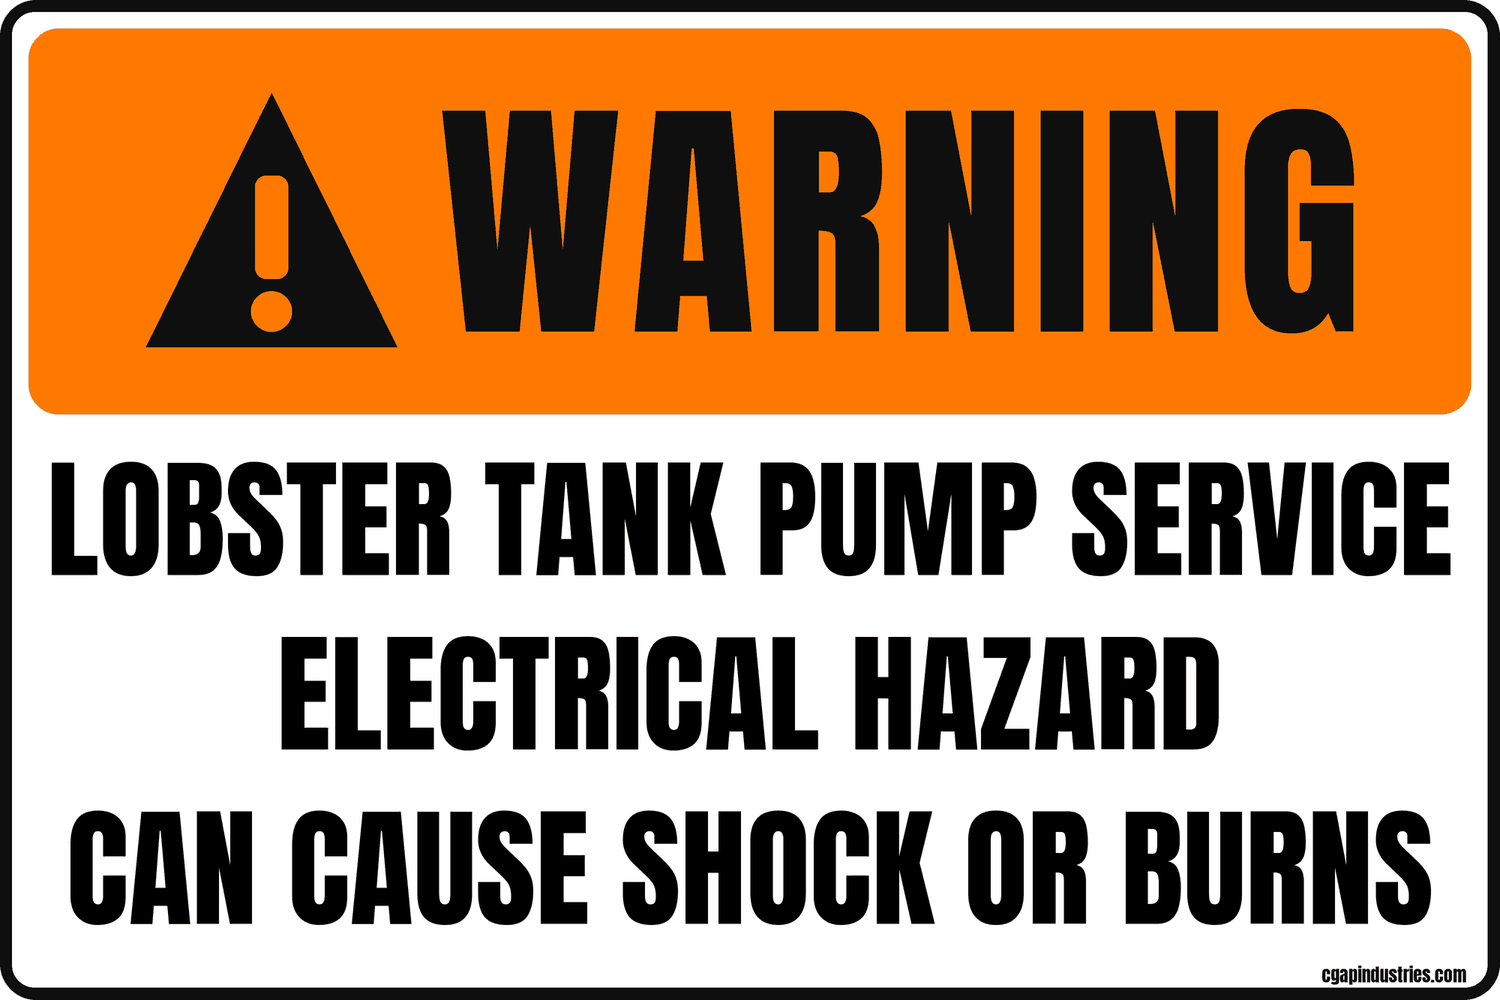 WARNING
LOBSTER TANK PUMP SERVICE
ELECTRICAL HAZARD
CAN CAUSE SHOCK OR BURNS
cgapindustries.com